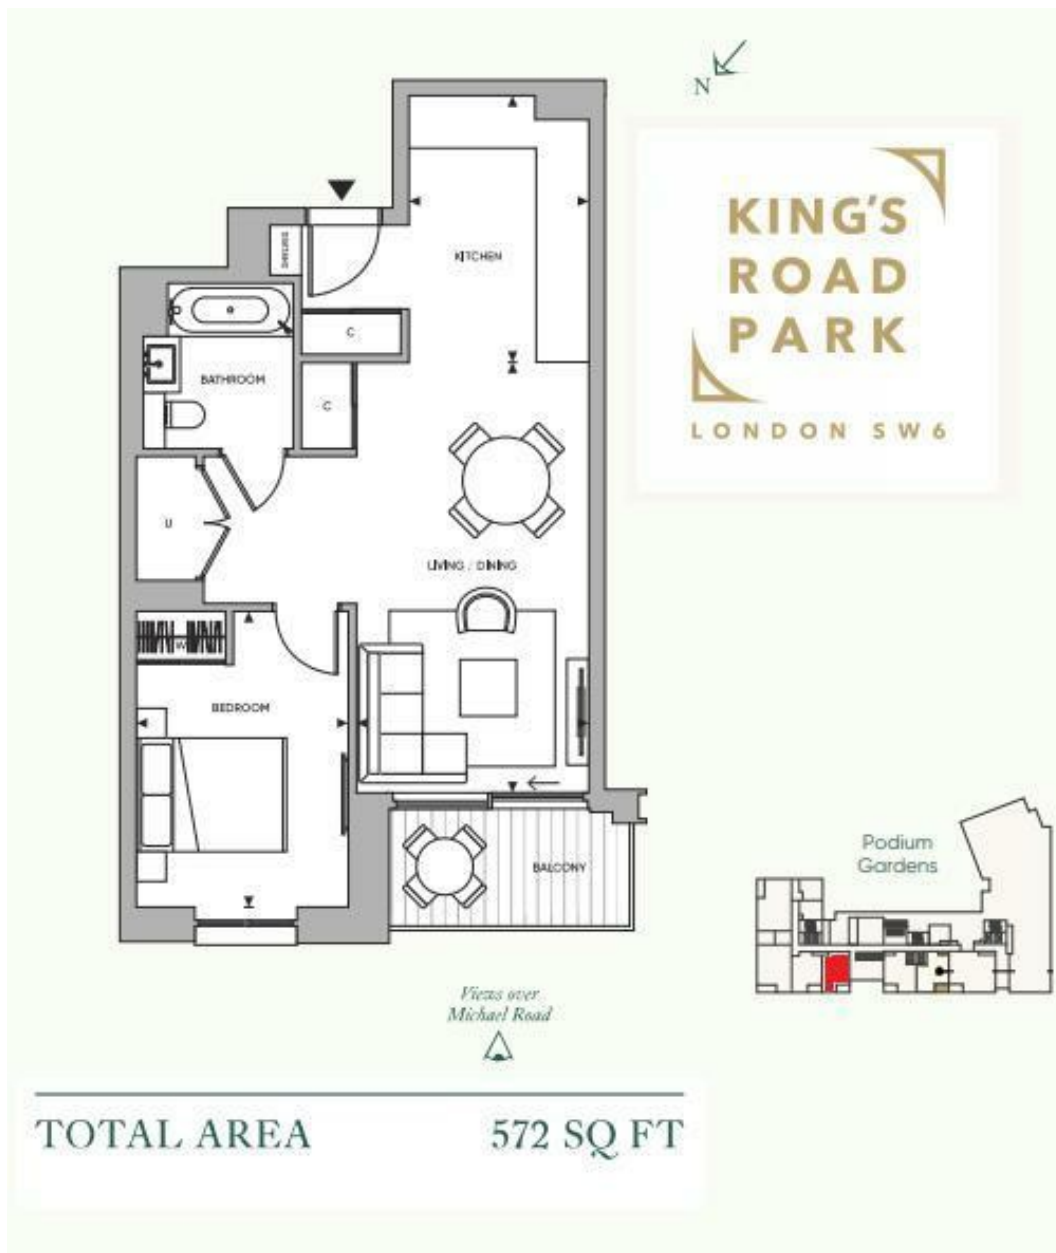 N
KING'S
ROAD
PARK
LONDON SW6
KITCHEN
C
BATHROOM
C
U
LIVING / DINING
W
BEDROOM
BALCONY
Podium
Gardens
Views over
Michael Road
TOTAL AREA 572 SQ FT